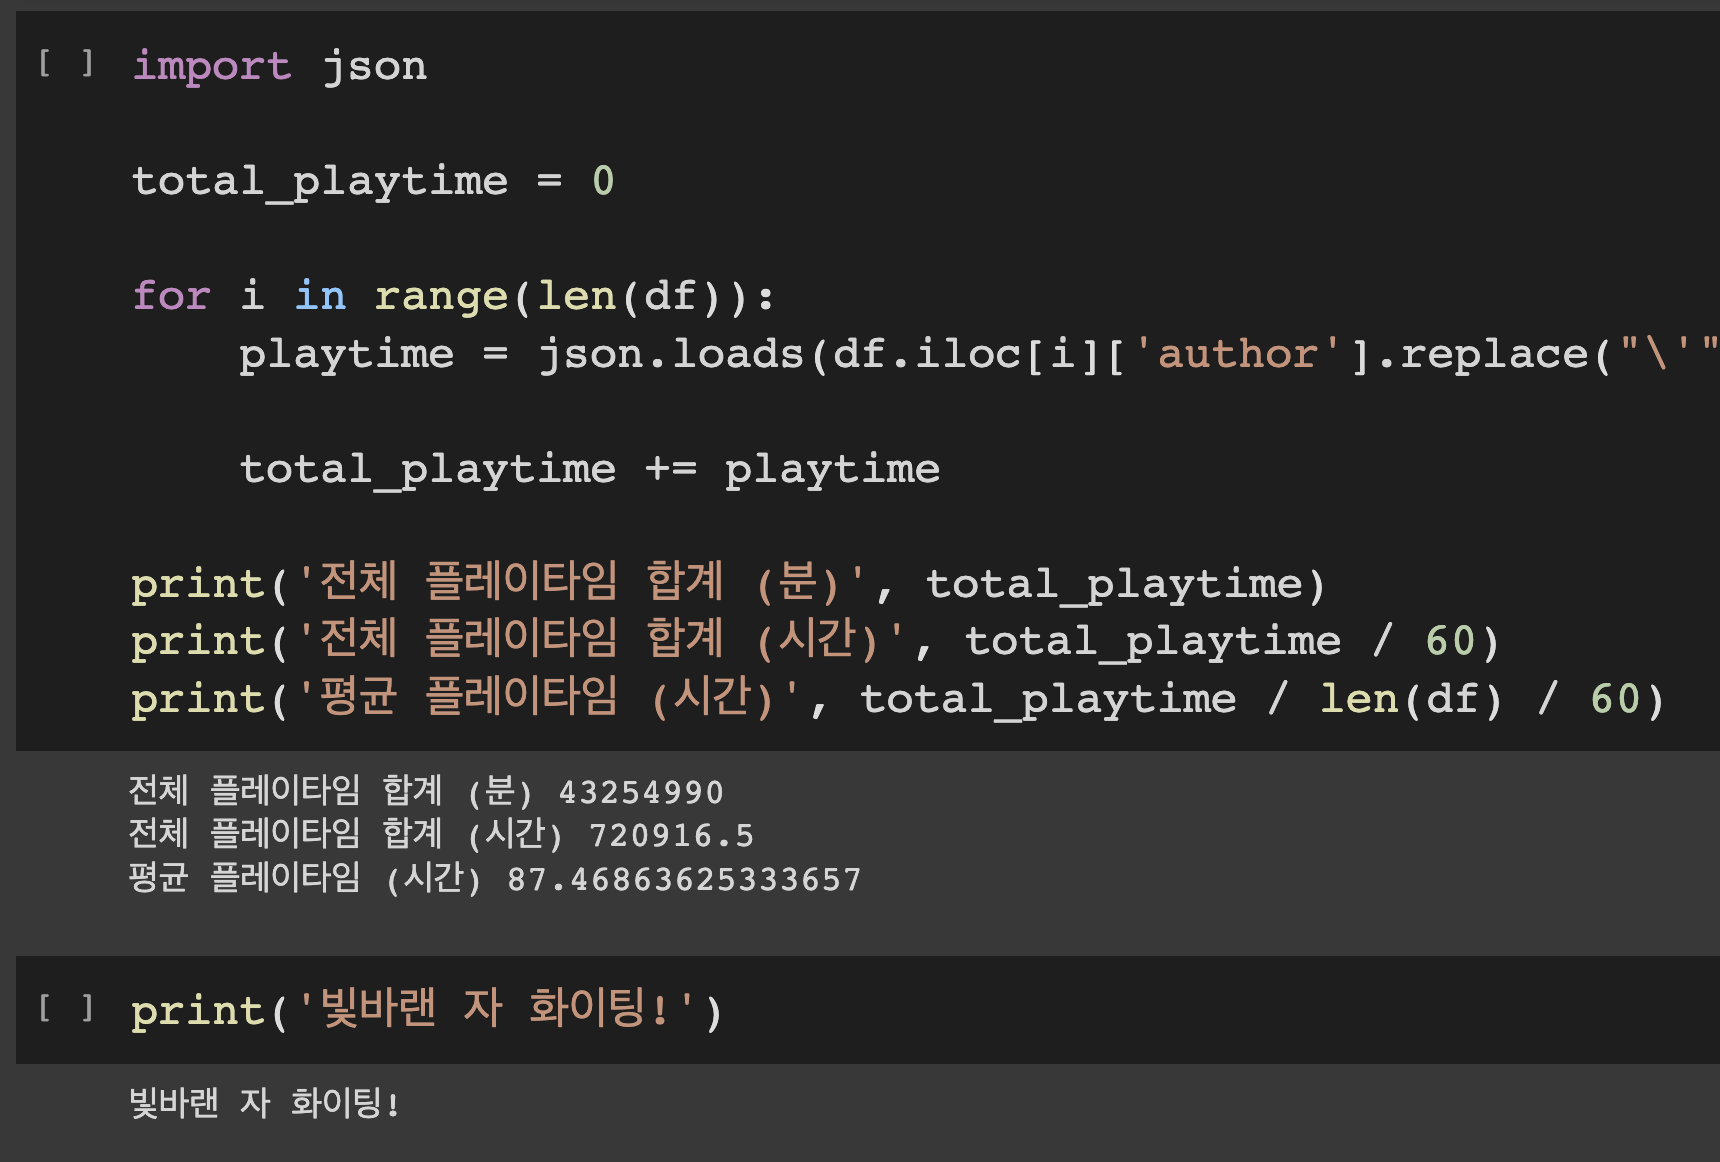 [ ] import json
total_playtime = 0
for i in range(len(df)):
playtime = json.loads(df.iloc[i]['author'].replace("\'"
total_playtime += playtime
print('전체 플레이타임 합계 (분)', total_playtime)
print('전체 플레이타임 합계 (시간)', total_playtime / 60)
print('평균 플레이타임 (시간)', total_playtime / len(df) / 60)
전체 플레이타임 합계 (분) 43254990
전체 플레이타임 합계 (시간) 720916.5
평균 플레이타임 (시간) 87.46863625333657
[ ] print('빛바랜 자 화이팅!')
빛바랜 자 화이팅!